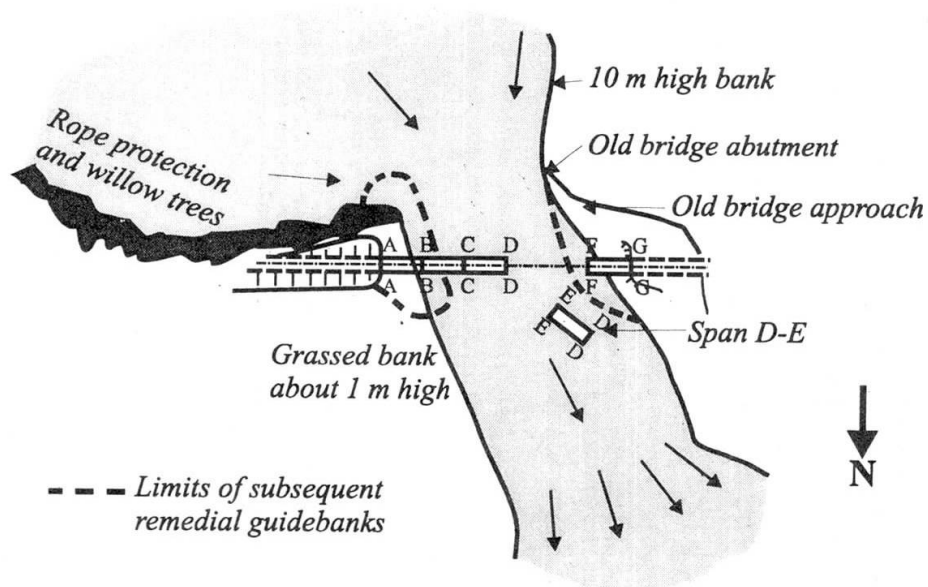 10 m high bank
Old bridge abutment
Rope protection
and willow trees
Old bridge approach
A B C D F G
A B C D F G
E
D
E
D
Span D-E
Grassed bank
about 1 m high
N
Limits of subsequent
remedial guidebanks